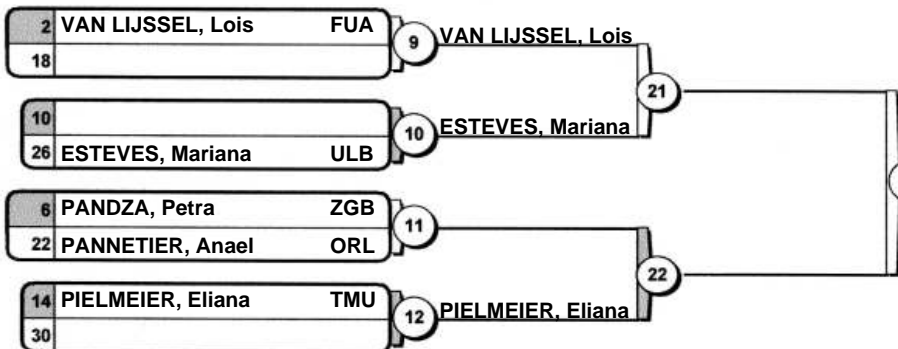 2 VAN LIJSSEL, Lois FUA
18
9 VAN LIJSSEL, Lois
21
10
26 ESTEVES, Mariana ULB
10 ESTEVES, Mariana
6 PANDZA, Petra ZGB
22 PANNETIER, Anael ORL
11
22
14 PIELMEIER, Eliana TMU
30
12 PIELMEIER, Eliana